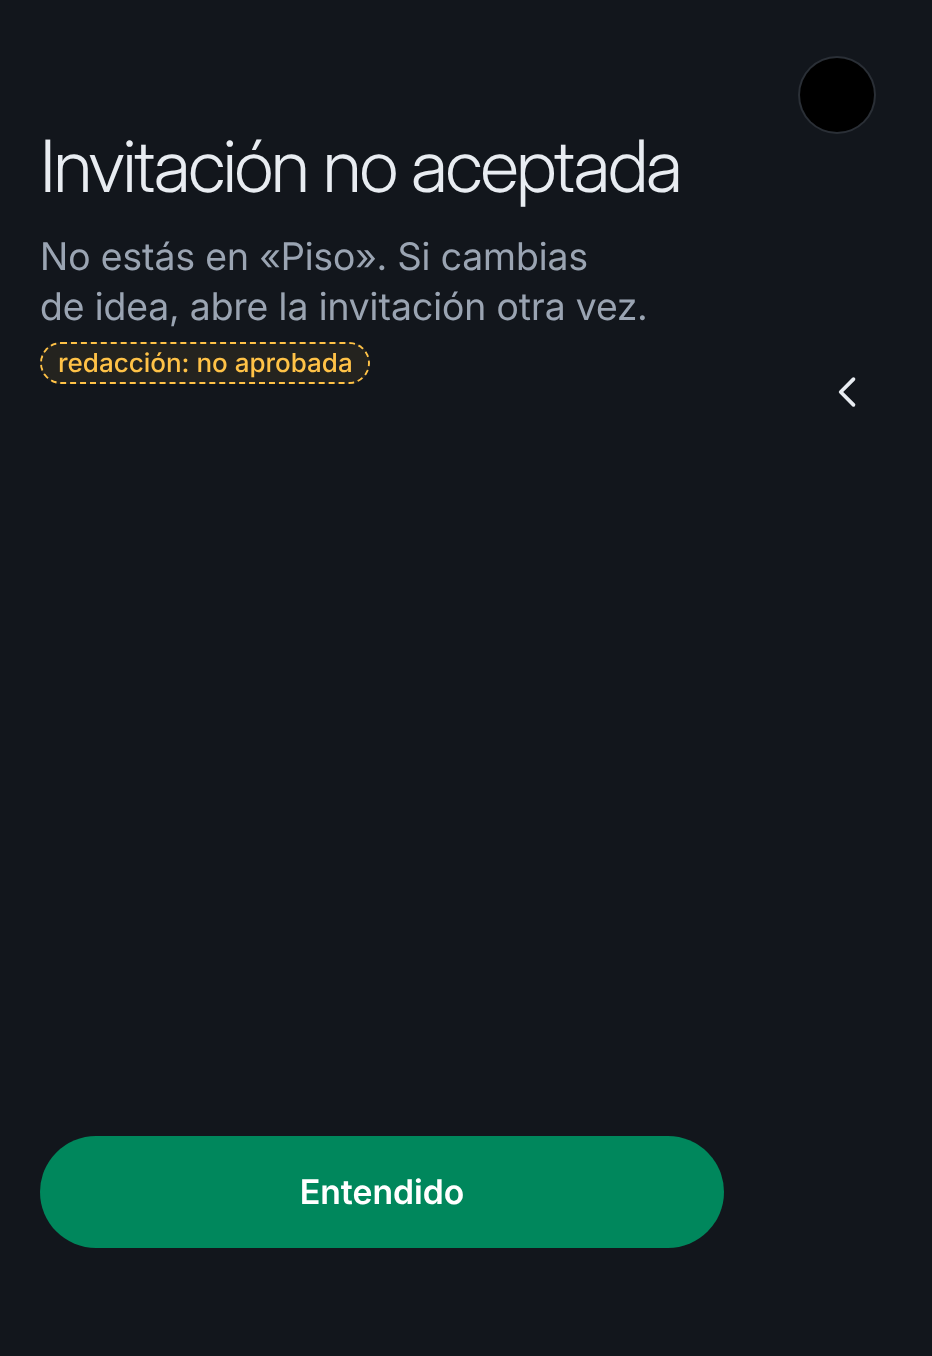 Invitación no aceptada
No estás en «Piso». Si cambias
de idea, abre la invitación otra vez.
redacción: no aprobada
Entendido